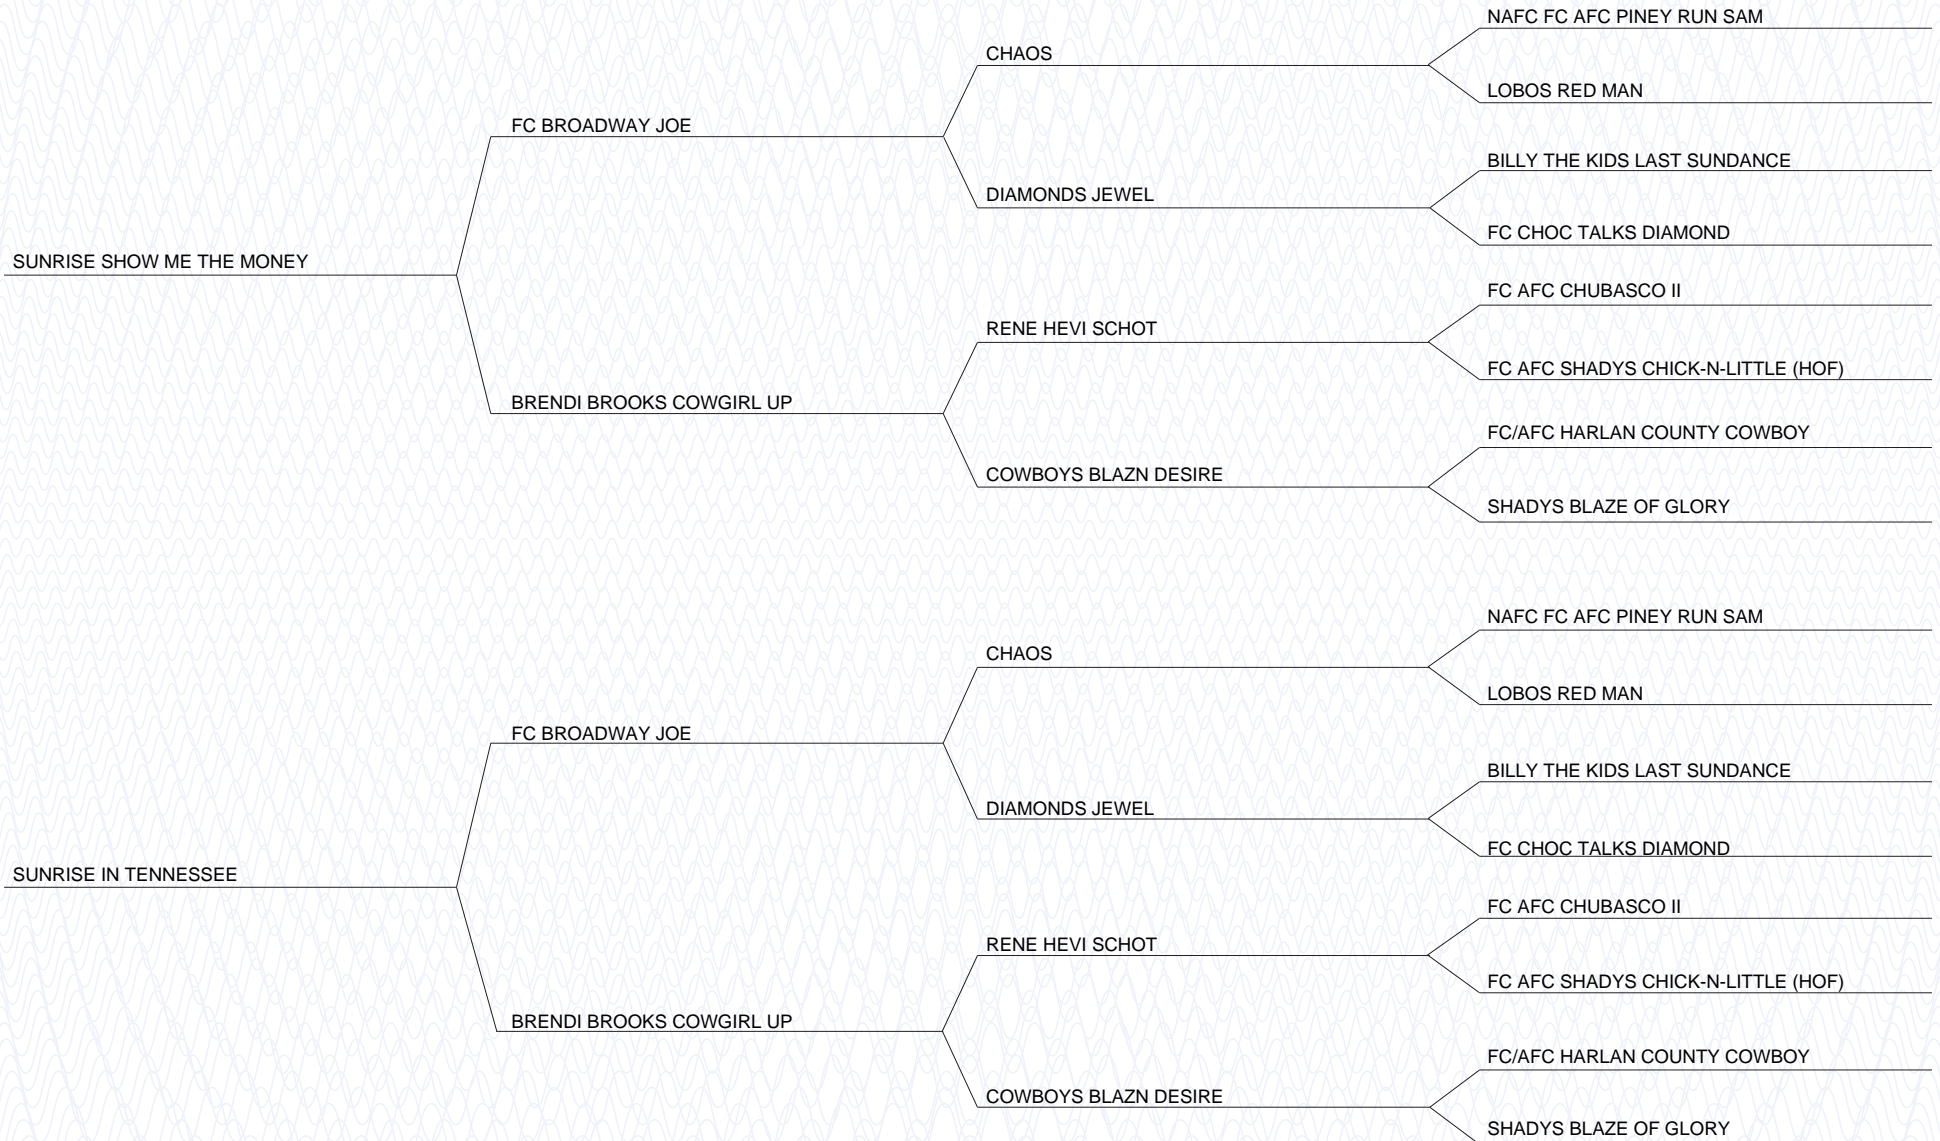 NAFC FC AFC PINEY RUN SAM
CHAOS
LOBOS RED MAN
FC BROADWAY JOE
BILLY THE KIDS LAST SUNDANCE
DIAMONDS JEWEL
FC CHOC TALKS DIAMOND
SUNRISE SHOW ME THE MONEY
FC AFC CHUBASCO II
RENE HEVI SCHOT
FC AFC SHADYS CHICK-N-LITTLE (HOF)
BRENDI BROOKS COWGIRL UP
FC/AFC HARLAN COUNTY COWBOY
COWBOYS BLAZN DESIRE
SHADYS BLAZE OF GLORY
NAFC FC AFC PINEY RUN SAM
CHAOS
LOBOS RED MAN
FC BROADWAY JOE
BILLY THE KIDS LAST SUNDANCE
DIAMONDS JEWEL
FC CHOC TALKS DIAMOND
SUNRISE IN TENNESSEE
FC AFC CHUBASCO II
RENE HEVI SCHOT
FC AFC SHADYS CHICK-N-LITTLE (HOF)
BRENDI BROOKS COWGIRL UP
FC/AFC HARLAN COUNTY COWBOY
COWBOYS BLAZN DESIRE
SHADYS BLAZE OF GLORY